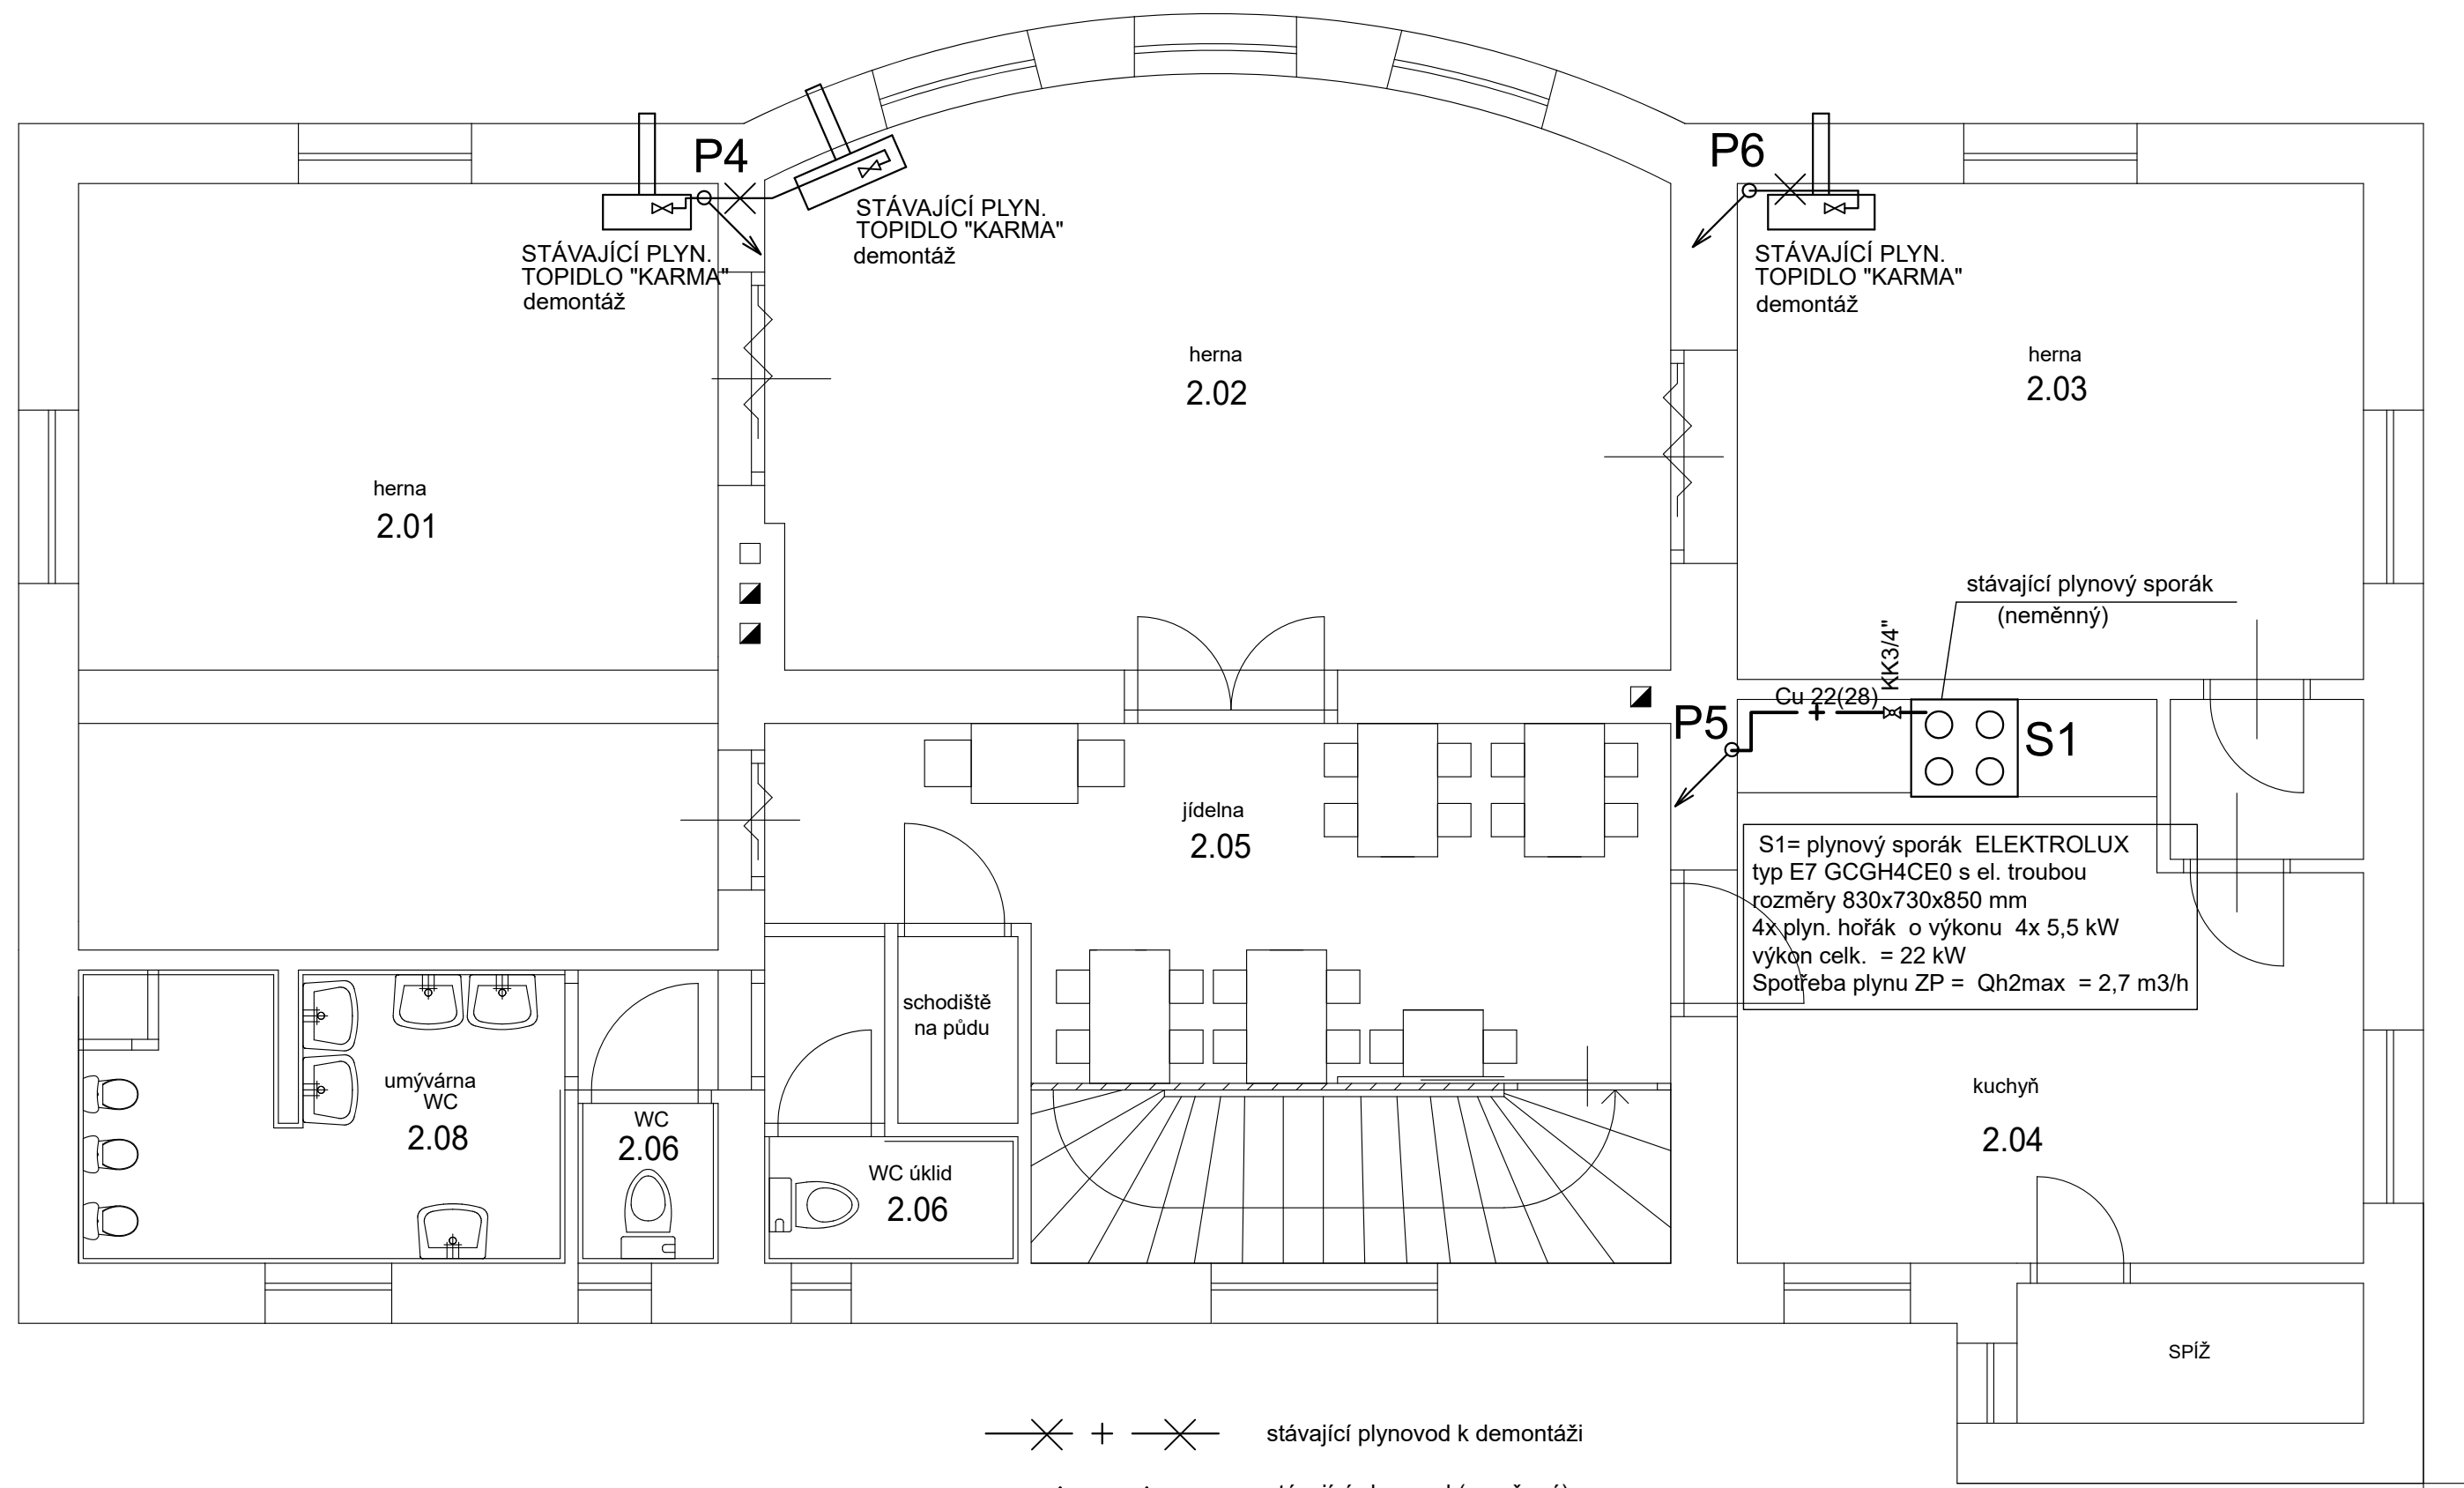 P4
P6
STÁVAJÍCÍ PLYN.
TOPIDLO "KARMA"
demontáž
STÁVAJÍCÍ PLYN.
TOPIDLO "KARMA"
demontáž
STÁVAJÍCÍ PLYN.
TOPIDLO "KARMA"
demontáž
herna
2.01
herna
2.02
herna
2.03
stávající plynový sporák
(neměnný)
KK3/4"
Cu 22(28)
P5
S1
jídelna
2.05
S1= plynový sporák ELEKTROLUX
typ E7 GCGH4CE0 s el. troubou
rozměry 830x730x850 mm
4x plyn. hořák o výkonu 4x 5,5 kW
výkon celk. = 22 kW
Spotřeba plynu ZP = Qh2max = 2,7 m3/h
schodiště
na půdu
umývárna
WC
2.08
WC
2.06
WC úklid
2.06
kuchyň
2.04
SPÍŽ
stávající plynovod k demontáži